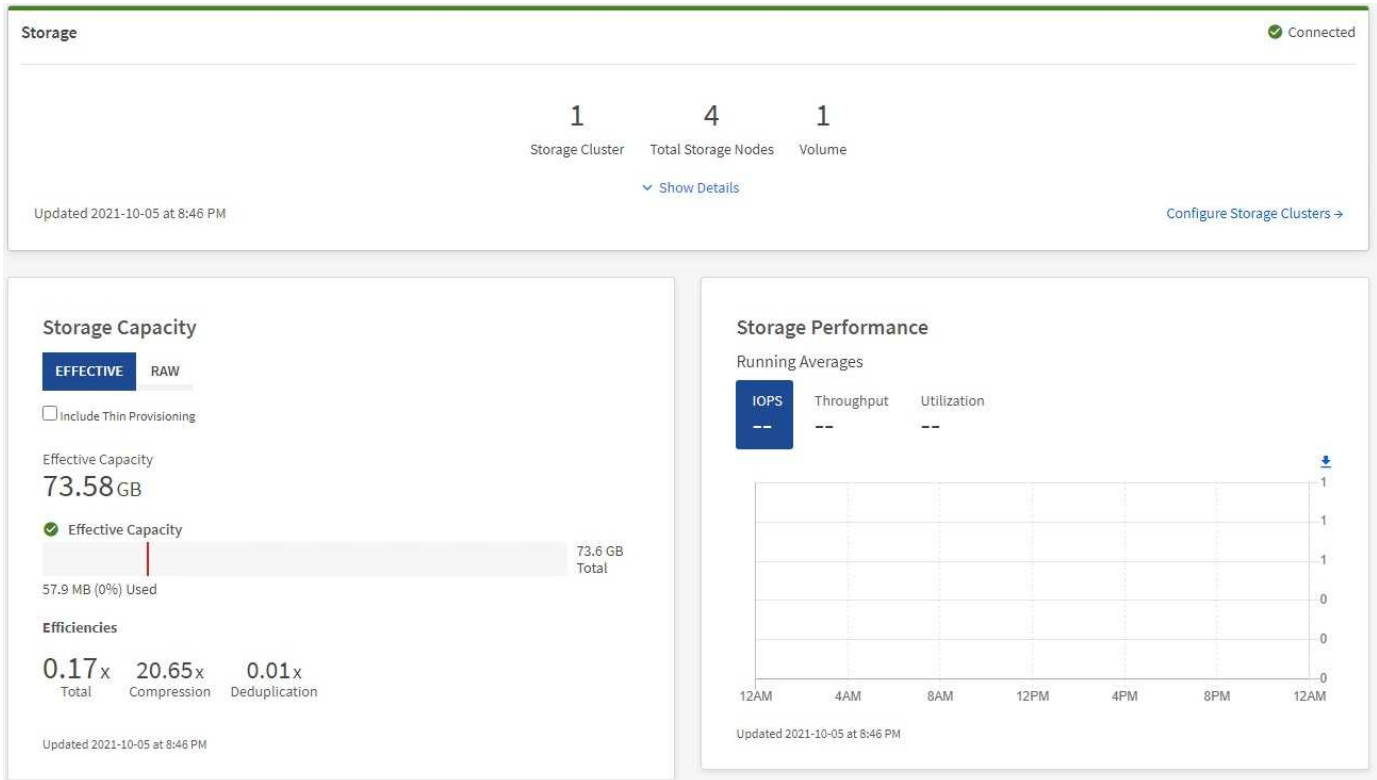 Storage
Connected
1 4 1
Storage Cluster Total Storage Nodes Volume
Show Details
Updated 2021-10-05 at 8:46 PM
Configure Storage Clusters →
Storage Capacity
EFFECTIVE RAW
Include Thin Provisioning
Effective Capacity
73.58 GB
Effective Capacity
73.6 GB
Total
57.9 MB (0%) Used
Efficiencies
0.17x 20.65x 0.01x
Total Compression Deduplication
Updated 2021-10-05 at 8:46 PM
Storage Performance
Running Averages
IOPS Throughput Utilization
-- -- --
1
1
1
0
0
0
12AM 4AM 8AM 12PM 4PM 8PM 12AM
Updated 2021-10-05 at 8:46 PM